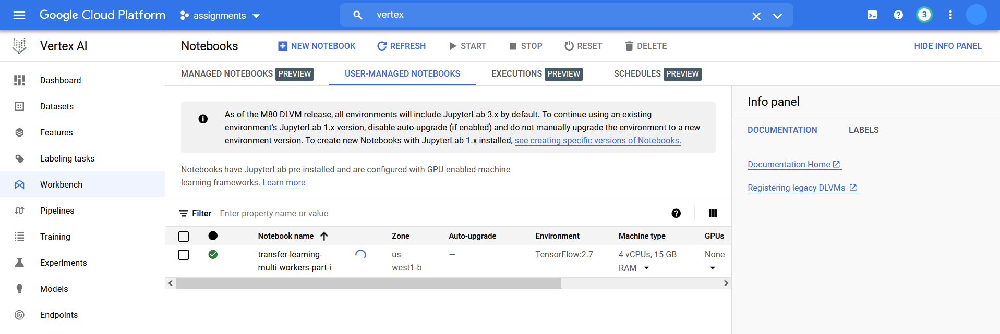 Google Cloud Platform
assignments
vertex
3
Vertex AI
Notebooks
NEW NOTEBOOK
REFRESH
START
STOP
RESET
DELETE
HIDE INFO PANEL
Dashboard
Datasets
Features
Labeling tasks
Workbench
Pipelines
Training
Experiments
Models
Endpoints
MANAGED NOTEBOOKS PREVIEW
USER-MANAGED NOTEBOOKS
EXECUTIONS PREVIEW
SCHEDULES PREVIEW
As of the M80 DLVM release, all environments will include JupyterLab 3.x by default. To continue using an existing
environment's JupyterLab 1.x version, disable auto-upgrade (if enabled) and do not manually upgrade the environment to a new
environment version. To create new Notebooks with JupyterLab 1.x installed, see creating specific versions of Notebooks.
Notebooks have JupyterLab pre-installed and are configured with GPU-enabled machine
learning frameworks. Learn more
Filter Enter property name or value
Notebook name
Zone
Auto-upgrade
Environment
Machine type
GPUs
transfer-learning-
multi-workers-part-i
us-
west1-b
—
TensorFlow:2.7
4 vCPUs, 15 GB
RAM
None
Info panel
DOCUMENTATION
LABELS
Documentation Home
Registering legacy DLVMs